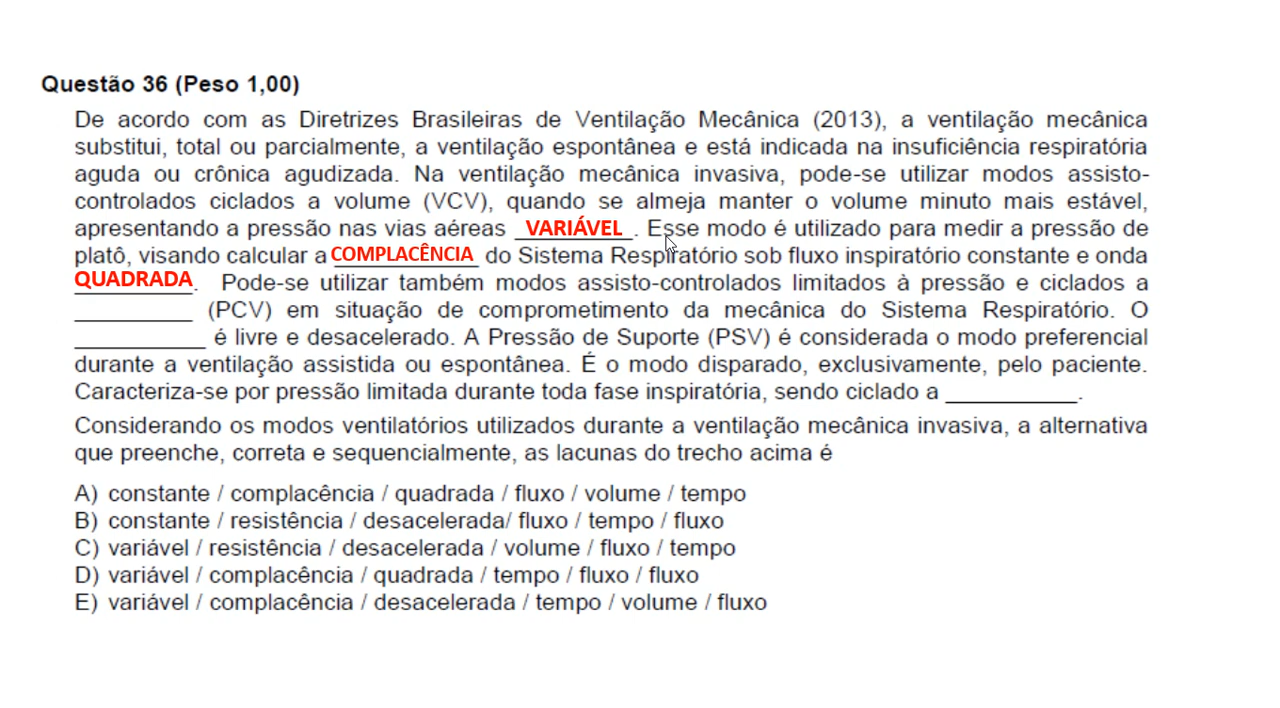 Questão 36 (Peso 1,00)
De acordo com as Diretrizes Brasileiras de Ventilação Mecânica (2013), a ventilação mecânica
substitui, total ou parcialmente, a ventilação espontânea e está indicada na insuficiência respiratória
aguda ou crônica agudizada. Na ventilação mecânica invasiva, pode-se utilizar modos assisto-
controlados ciclados a volume (VCV), quando se almeja manter o volume minuto mais estável,
apresentando a pressão nas vias aéreas VARIÁVEL. Esse modo é utilizado para medir a pressão de
platô, visando calcular a COMPLACÊNCIA do Sistema Respiratório sob fluxo inspiratório constante e onda
QUADRADA. Pode-se utilizar também modos assisto-controlados limitados à pressão e ciclados a
__________ (PCV) em situação de comprometimento da mecânica do Sistema Respiratório. O
___________ é livre e desacelerado. A Pressão de Suporte (PSV) é considerada o modo preferencial
durante a ventilação assistida ou espontânea. É o modo disparado, exclusivamente, pelo paciente.
Caracteriza-se por pressão limitada durante toda fase inspiratória, sendo ciclado a ___________.
Considerando os modos ventilatórios utilizados durante a ventilação mecânica invasiva, a alternativa
que preenche, correta e sequencialmente, as lacunas do trecho acima é
A) constante / complacência / quadrada / fluxo / volume / tempo
B) constante / resistência / desacelerada/ fluxo / tempo / fluxo
C) variável / resistência / desacelerada / volume / fluxo / tempo
D) variável / complacência / quadrada / tempo / fluxo / fluxo
E) variável / complacência / desacelerada / tempo / volume / fluxo